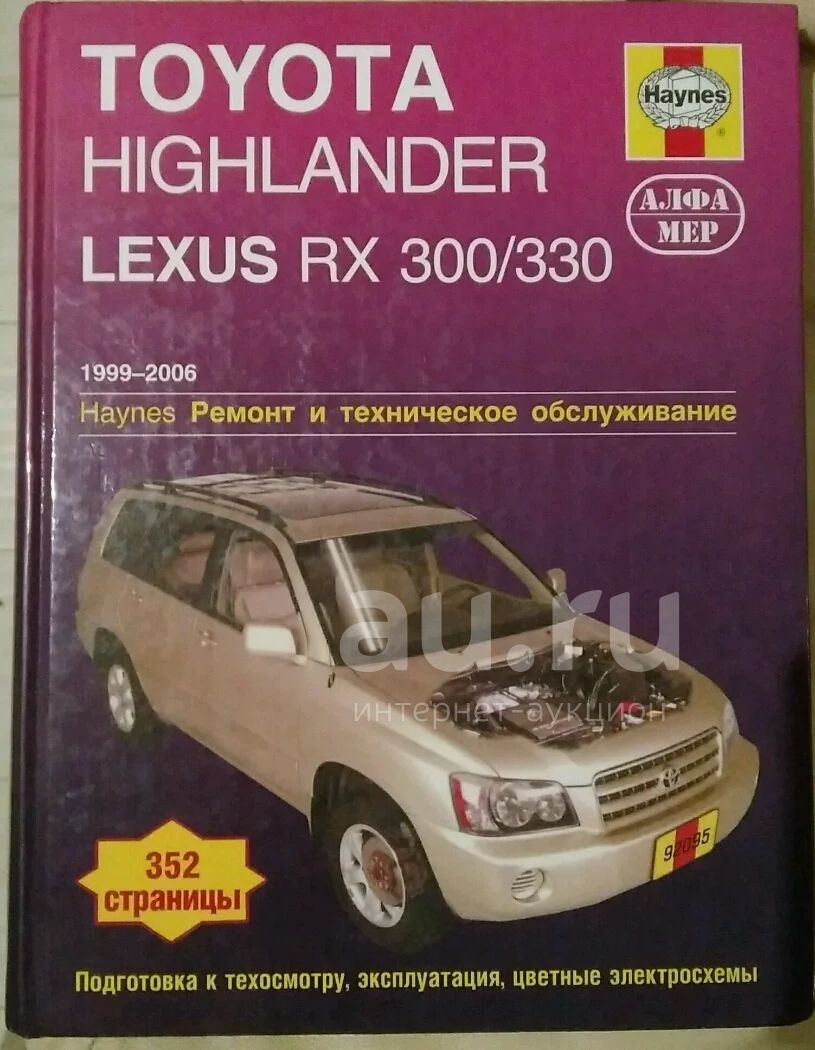 TOYOTA
HIGHLANDER
LEXUS RX 300/330
Haynes
®
АЛФА
МЕР
1999–2006
Haynes Ремонт и техническое обслуживание
au.ru
интернет-аукцион
92095
352
страницы
Подготовка к техосмотру, эксплуатация, цветные электросхемы